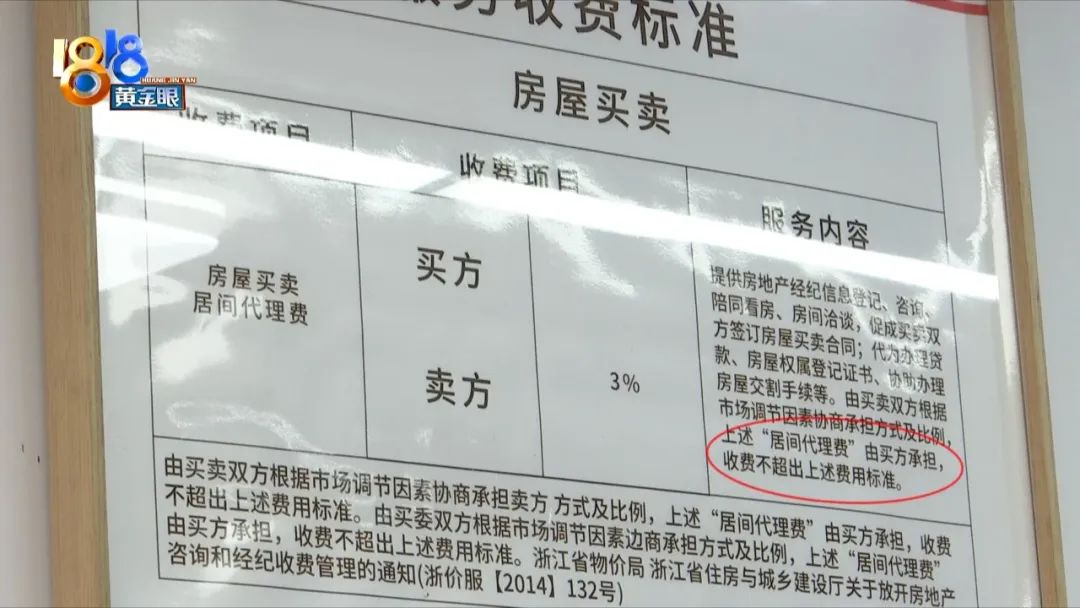 1818
HUANG JIN YAN
黄金眼
服务收费标准
房屋买卖
收费项目
收费项目
服务内容
房屋买卖
居间代理费
买方
卖方
3%
提供房地产经纪信息登记、咨询、
陪同看房、房间洽谈，促成买卖双
方签订房屋买卖合同；代为办理贷
款、房屋权属登记证书、协助办理
房屋交割手续等。由买卖双方根据
市场调节因素协商承担方式及比例，
上述“居间代理费”由买方承担，
收费不超出上述费用标准。
由买卖双方根据市场调节因素协商承担卖方 方式及比例，上述“居间代理费”由买方承担，收费
不超出上述费用标准。由买委双方根据市场调节因素边商承担方式及比例，上述“居间代理费”
由买方承担，收费不超出上述费用标准。浙江省物价局 浙江省住房与城乡建设厅关于放开房地产
咨询和经纪收费管理的通知(浙价服【2014】132号)